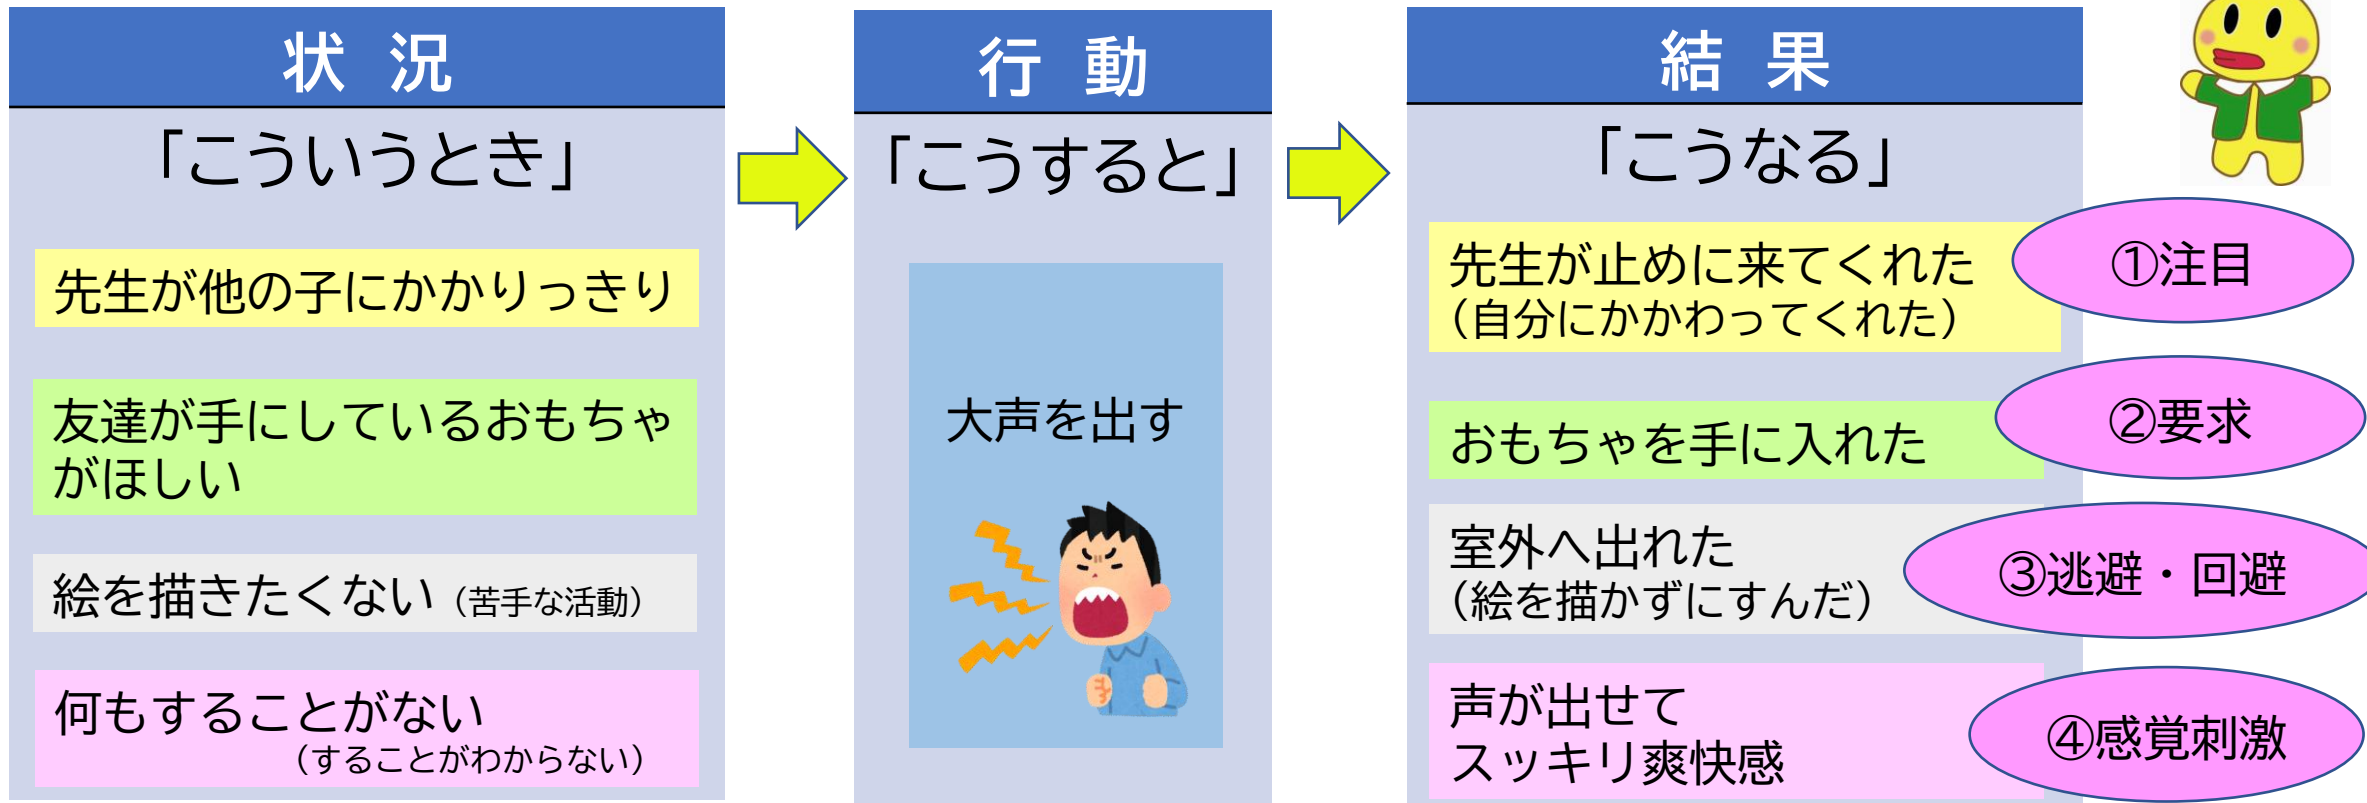 状 況
「こういうとき」
先生が他の子にかかりっきり
友達が手にしているおもちゃ
がほしい
絵を描きたくない（苦手な活動）
何もすることがない
（することがわからない）
行 動
「こうすると」
大声を出す
結 果
「こうなる」
先生が止めに来てくれた
（自分にかかわってくれた）
①注目
おもちゃを手に入れた
②要求
室外へ出れた
（絵を描かずにすんだ）
③逃避・回避
声が出せて
スッキリ爽快感
④感覚刺激